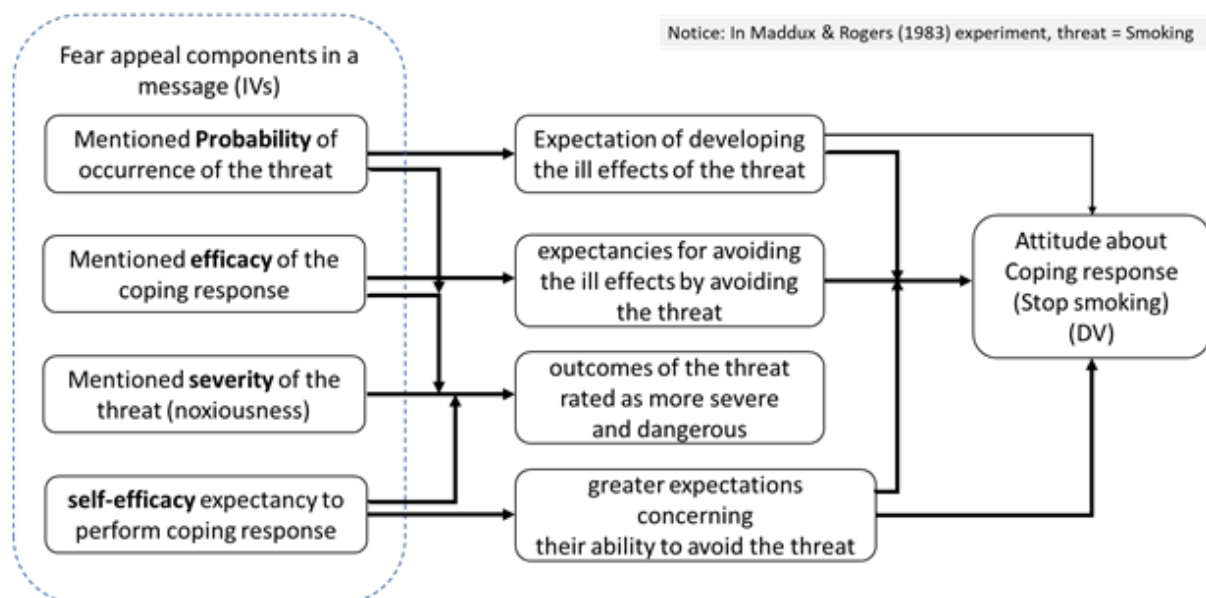 Notice: In Maddux & Rogers (1983) experiment, threat = Smoking
Fear appeal components in a
message (IVs)
Mentioned Probability of
occurrence of the threat
Expectation of developing
the ill effects of the threat
Mentioned efficacy of the
coping response
expectancies for avoiding
the ill effects by avoiding
the threat
Attitude about
Coping response
(Stop smoking)
(DV)
Mentioned severity of the
threat (noxiousness)
outcomes of the threat
rated as more severe
and dangerous
self-efficacy expectancy to
perform coping response
greater expectations
concerning
their ability to avoid the threat